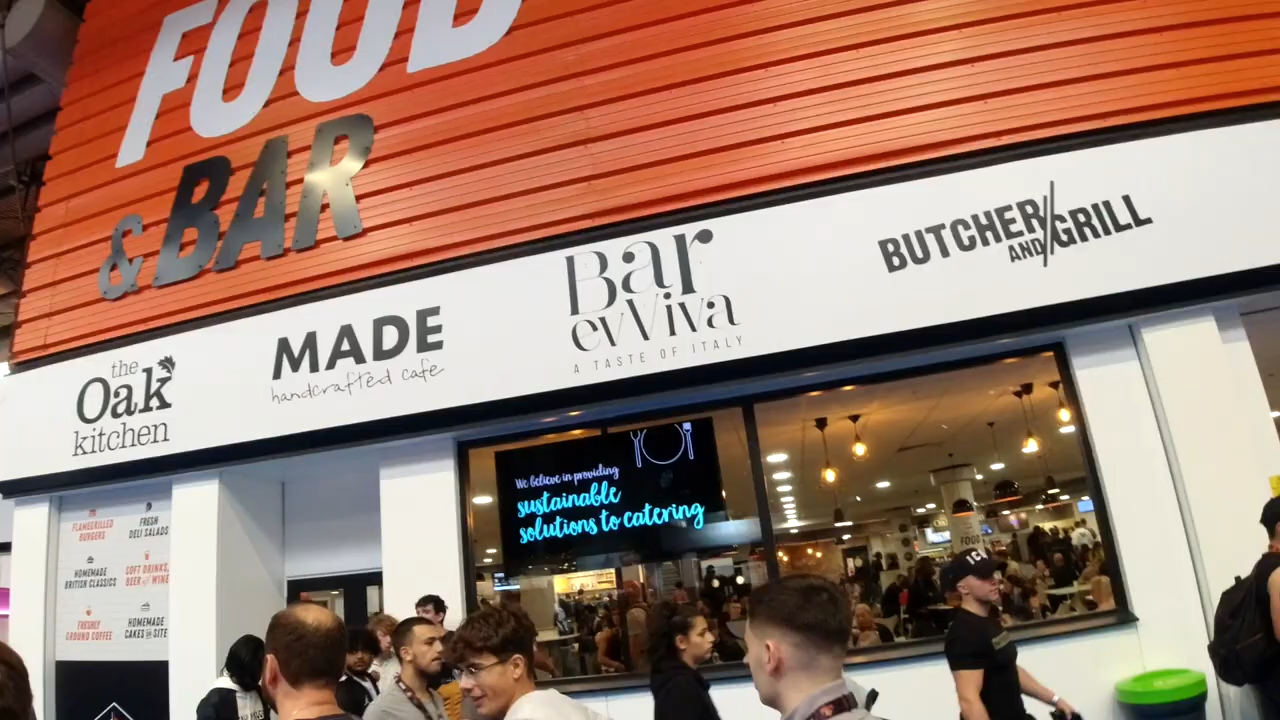 FOOD
& BAR
the
Oak
kitchen
MADE
handcrafted cafe
Bar
evViva
A TASTE OF ITALY
BUTCHER
AND GRILL
We believe in providing
sustainable
solutions to catering
FLAMEGRILLED
BURGERS
FRESH
DELI SALADS
HOMEMADE
BRITISH CLASSICS
SOFT DRINKS,
BEER and WINE
FRESHLY
GROUND COFFEE
HOMEMADE
CAKES on SITE
FOOD